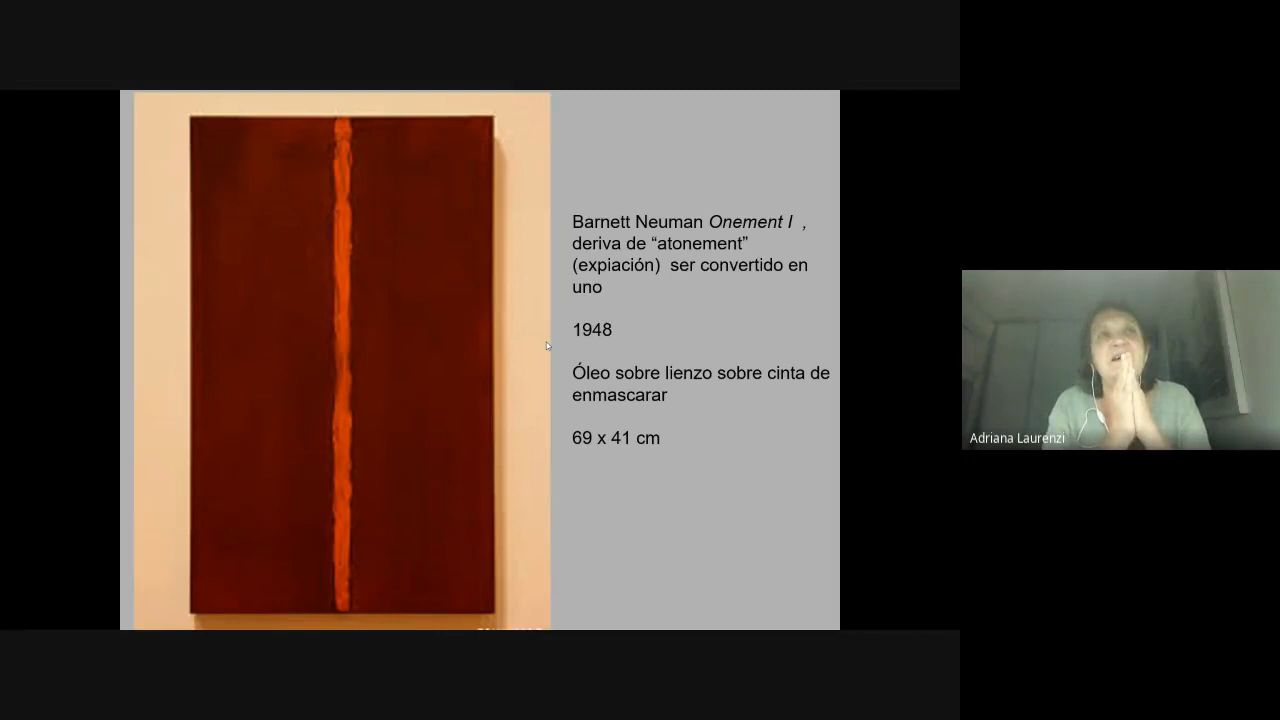 Barnett Neuman Onement I ,
deriva de “atonement”
(expiación) ser convertido en
uno
1948
Óleo sobre lienzo sobre cinta de
enmascarar
69 x 41 cm
Adriana Laurenzi